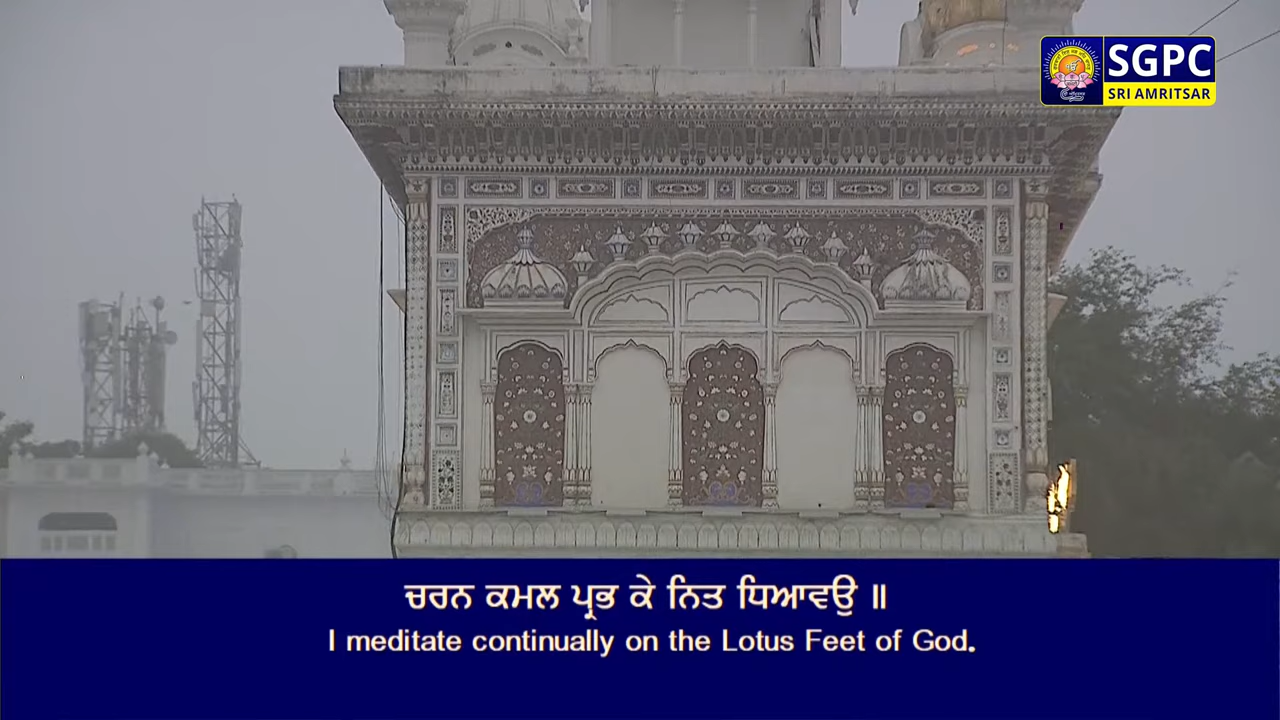 SGPC
SRI AMRITSAR
ਚਰਨ ਕਮਲ ਪ੍ਰਭ ਕੇ ਨਿਤ ਧਿਆਵਉ ॥
I meditate continually on the Lotus Feet of God.